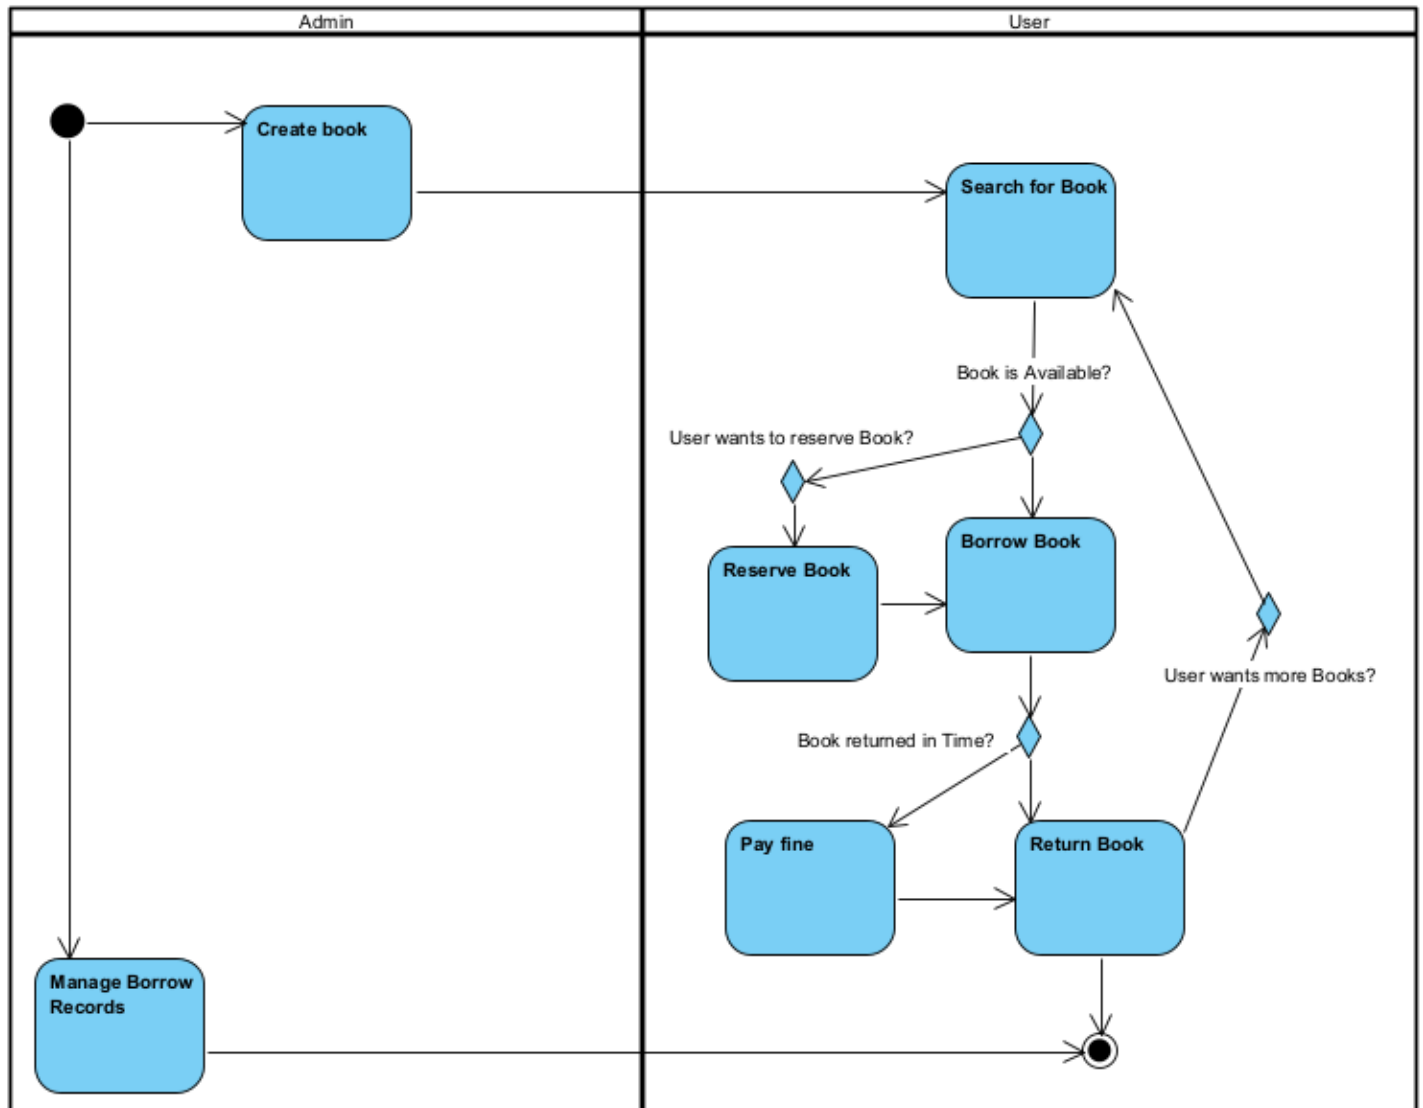 Admin
User
Create book
Search for Book
Book is Available?
User wants to reserve Book?
Borrow Book
Reserve Book
User wants more Books?
Book returned in Time?
Pay fine
Return Book
Manage Borrow
Records